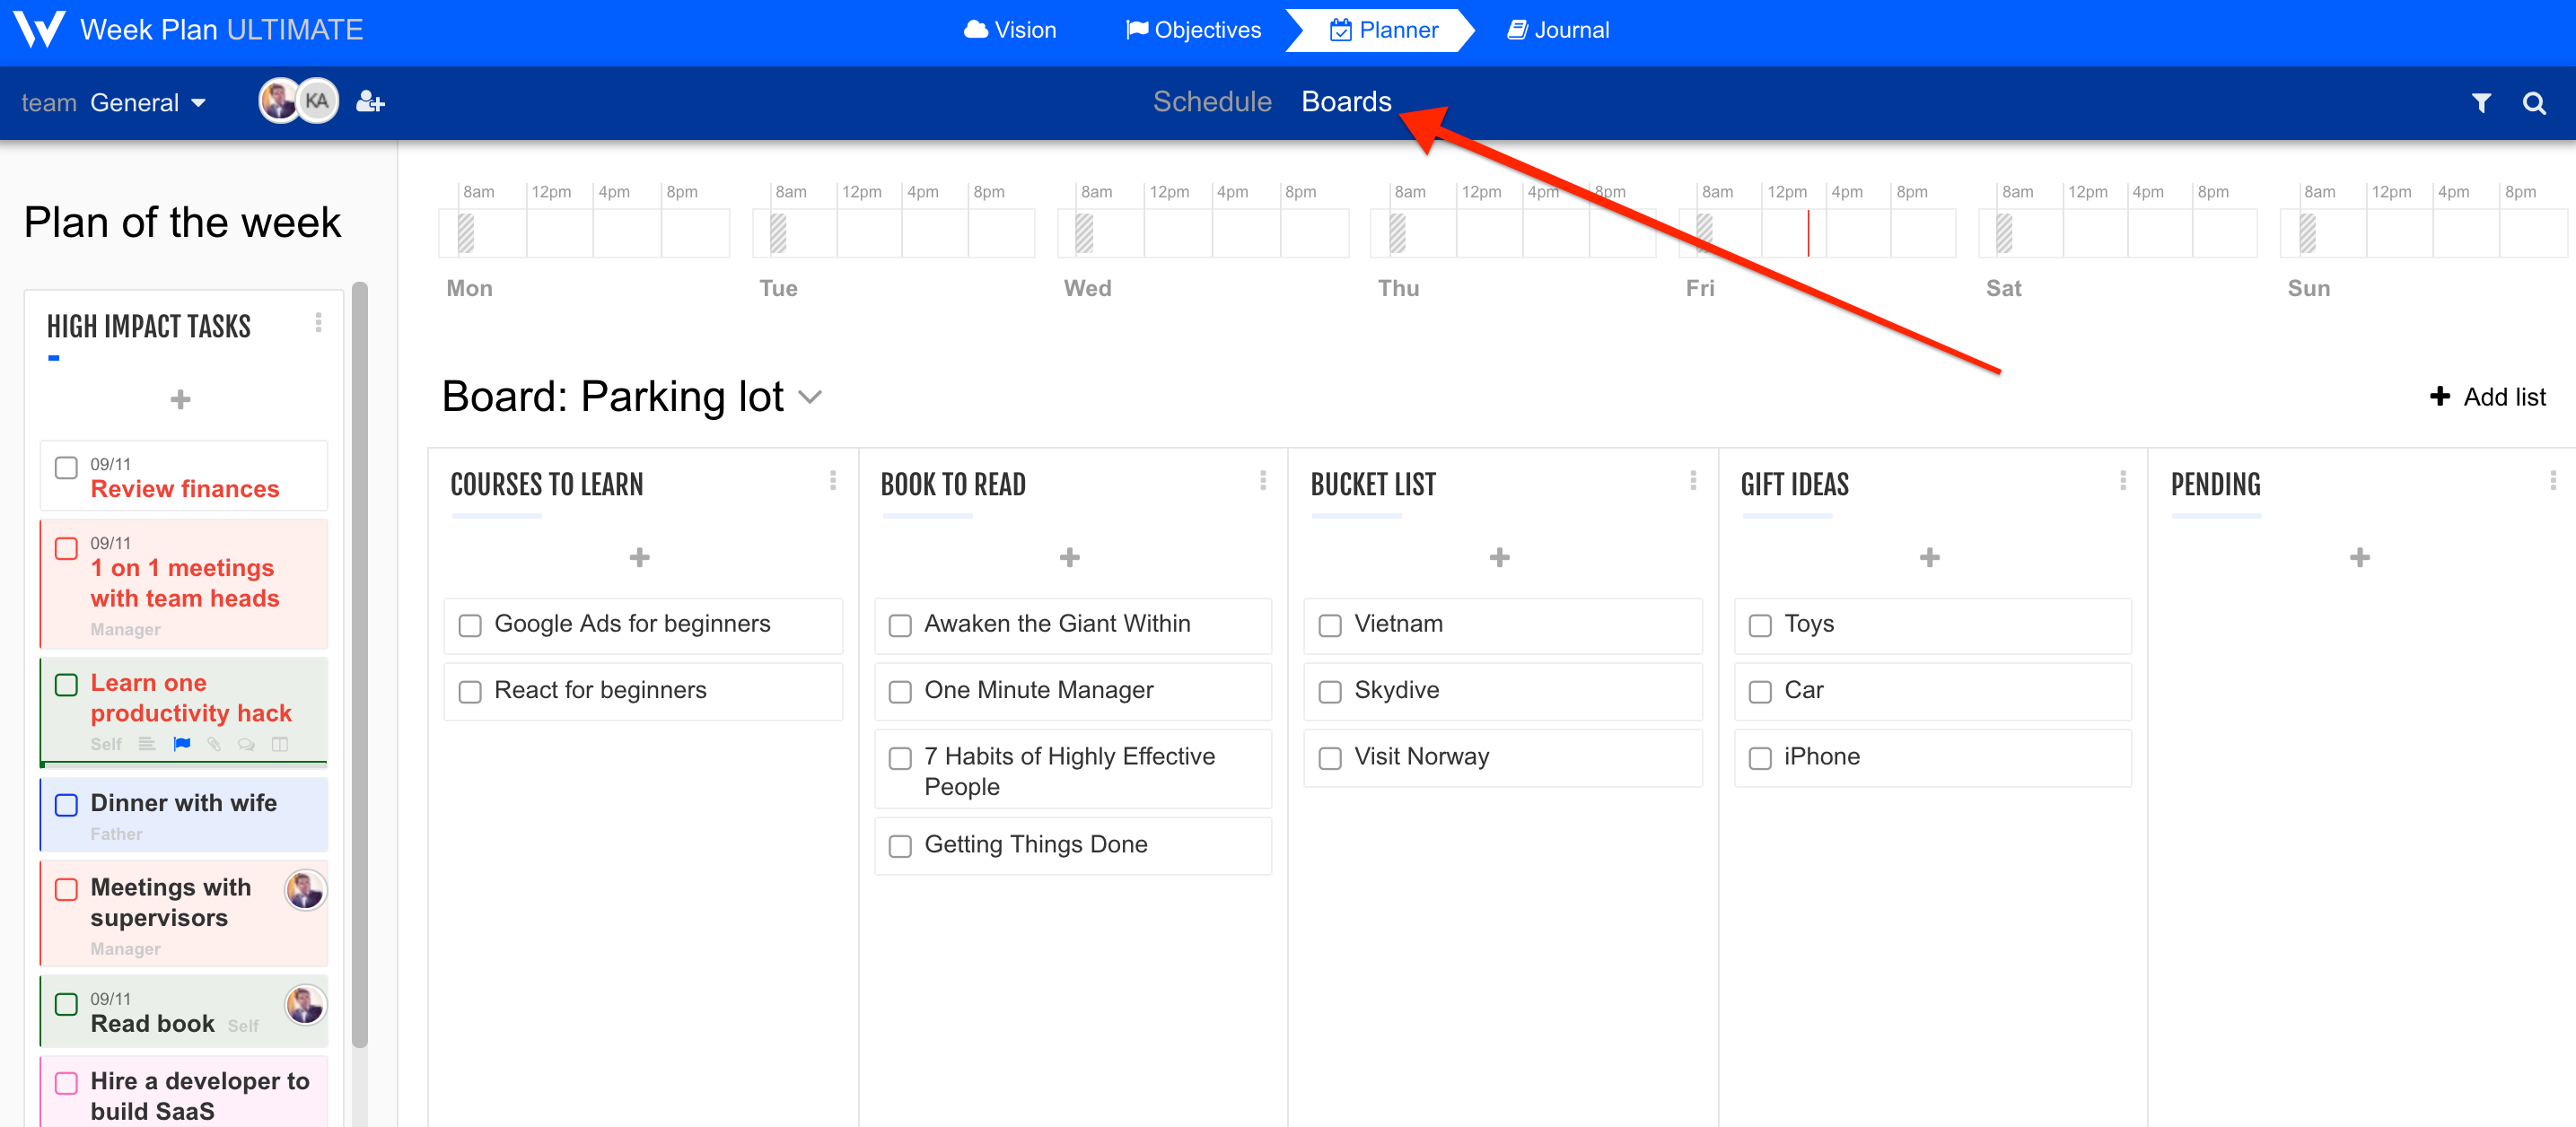 Week Plan ULTIMATE
Vision
Objectives
Planner
Journal
team General
KA
Schedule
Boards
Plan of the week
8am 12pm 4pm 8pm
8am 12pm 4pm 8pm
8am 12pm 4pm 8pm
8am 12pm 4pm 8pm
8am 12pm 4pm 8pm
8am 12pm 4pm 8pm
8am 12pm 4pm 8pm
Mon
Tue
Wed
Thu
Fri
Sat
Sun
HIGH IMPACT TASKS
09/11
Review finances
09/11
1 on 1 meetings
with team heads
Manager
Learn one
productivity hack
Self
Dinner with wife
Father
Meetings with
supervisors
Manager
09/11
Read book Self
Hire a developer to
build SaaS
Board: Parking lot
Add list
COURSES TO LEARN
Google Ads for beginners
React for beginners
BOOK TO READ
Awaken the Giant Within
One Minute Manager
7 Habits of Highly Effective
People
Getting Things Done
BUCKET LIST
Vietnam
Skydive
Visit Norway
GIFT IDEAS
Toys
Car
iPhone
PENDING